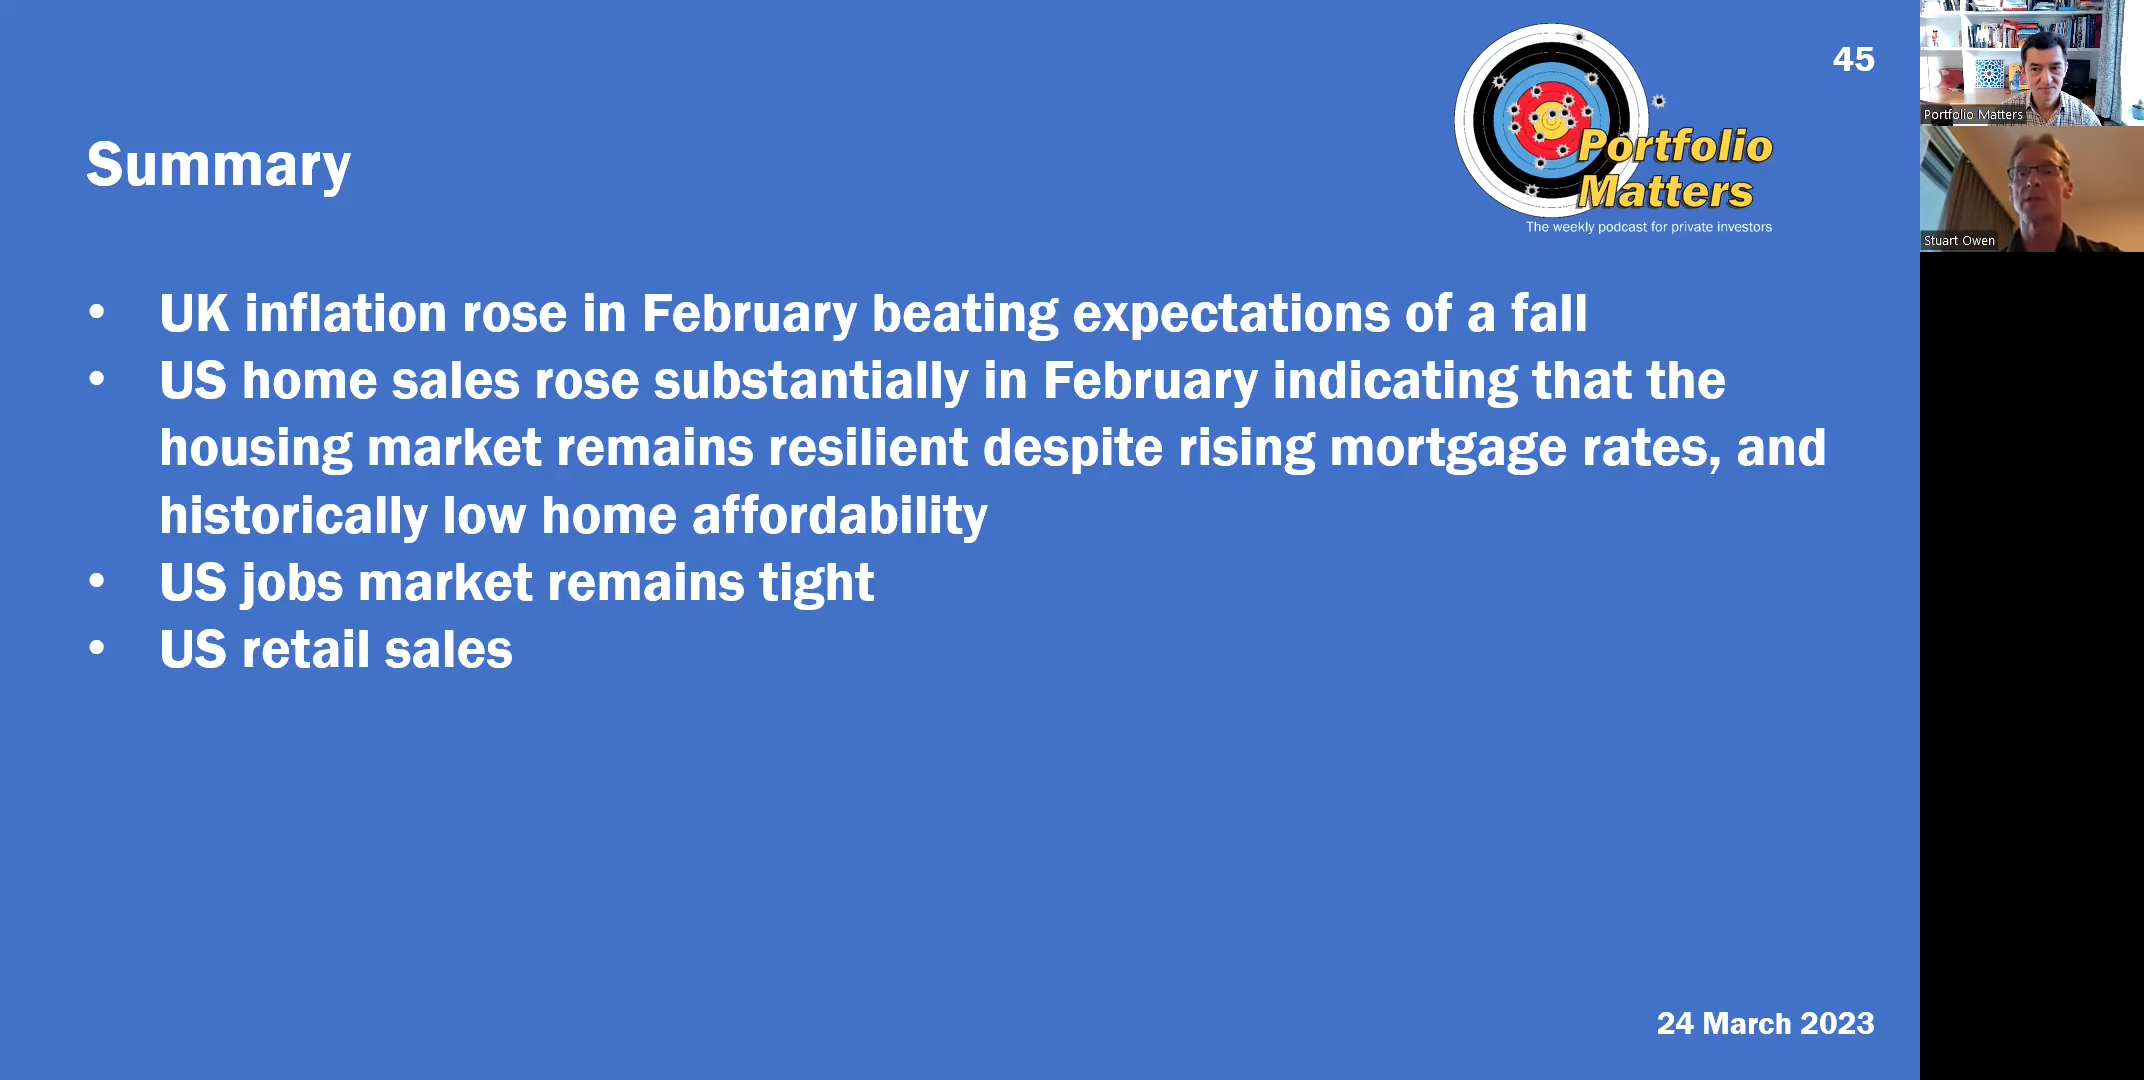 45
Portfolio
Matters
The weekly podcast for private investors
Summary
• UK inflation rose in February beating expectations of a fall
• US home sales rose substantially in February indicating that the
housing market remains resilient despite rising mortgage rates, and
historically low home affordability
• US jobs market remains tight
• US retail sales
24 March 2023
Portfolio Matters
Stuart Owen